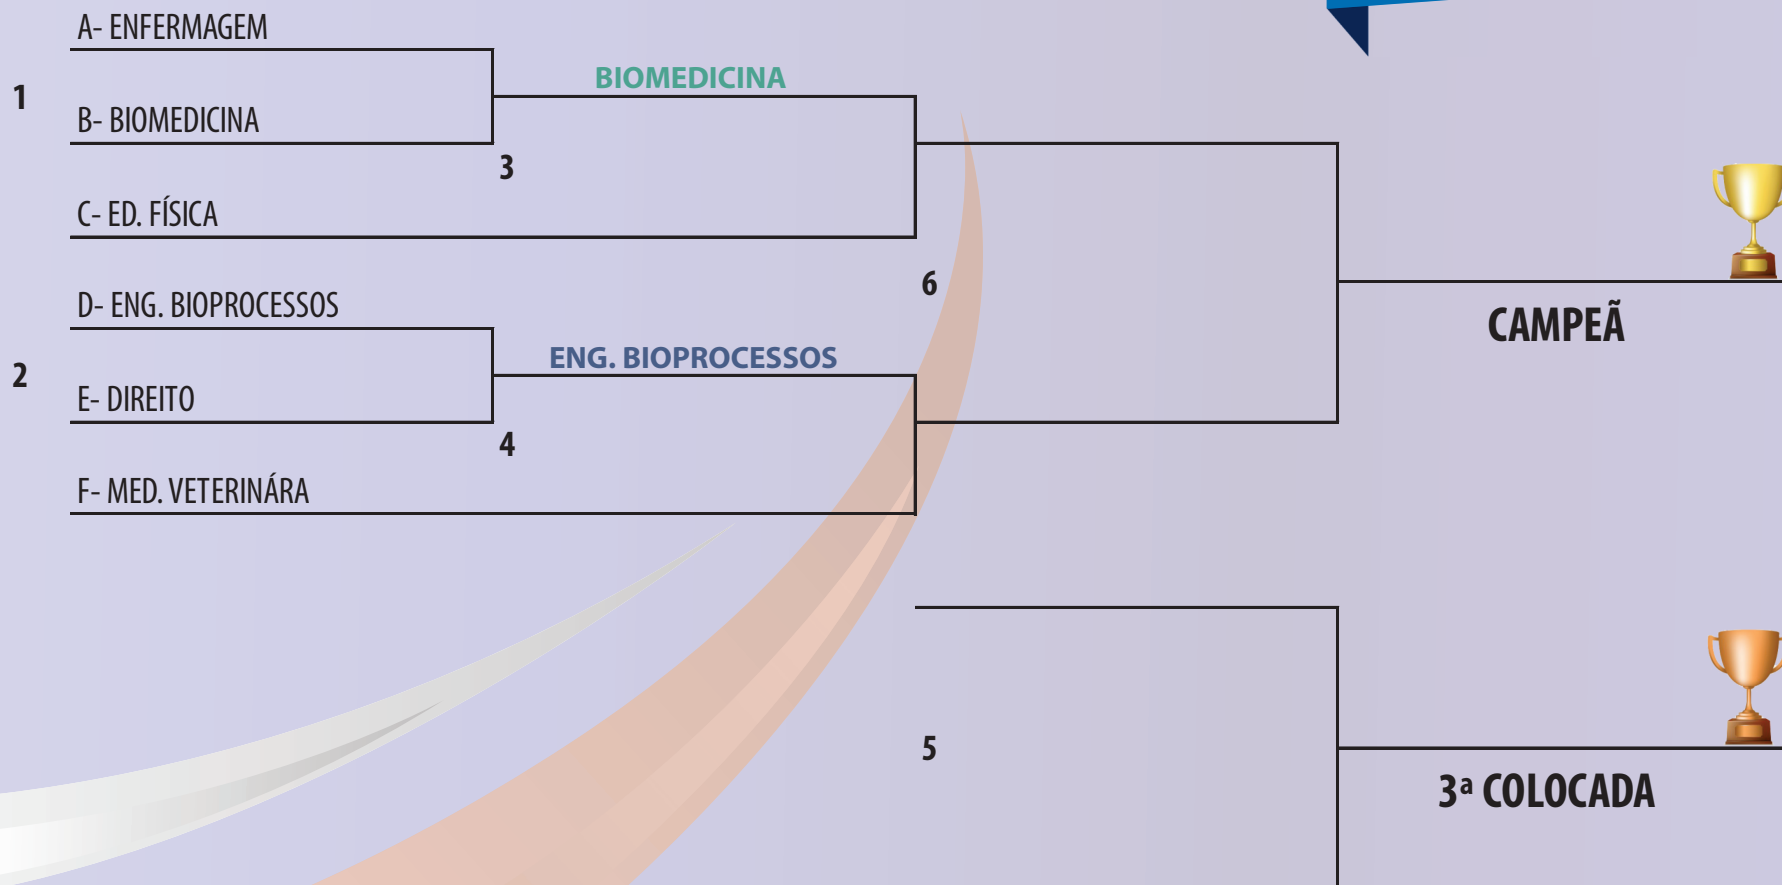 A- ENFERMAGEM
BIOMEDICINA
1
B- BIOMEDICINA
3
C- ED. FÍSICA
6
D- ENG. BIOPROCESSOS
CAMPEÃ
ENG. BIOPROCESSOS
2
E- DIREITO
4
F- MED. VETERINÁRA
5
3ª COLOCADA